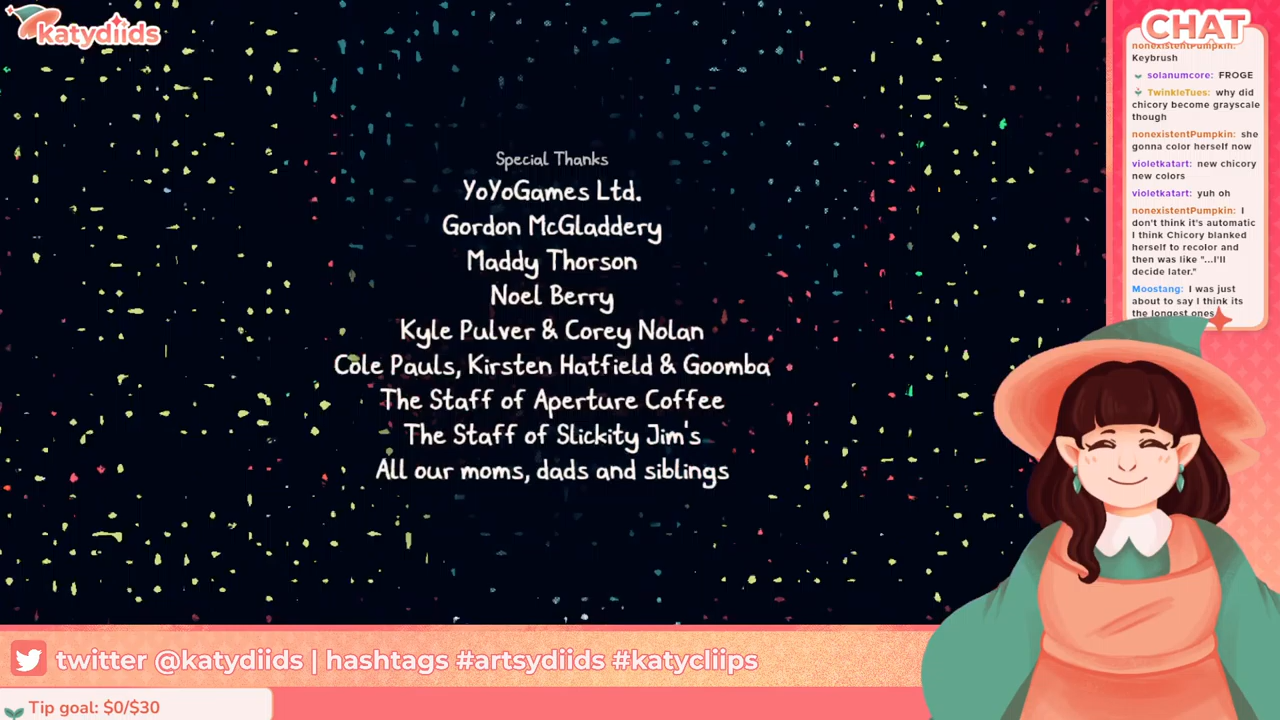 katydiids
Special Thanks
YoYoGames Ltd.
Gordon McGladdery
Maddy Thorson
Noel Berry
Kyle Pulver & Corey Nolan
Cole Pauls, Kirsten Hatfield & Goomba
The Staff of Aperture Coffee
The Staff of Slickity Jim's
All our moms, dads and siblings
CHAT
nonexistentPumpkin:
Keybrush
solanumcore: FROGE
TwinkleTues: why did
chicory become grayscale
though
nonexistentPumpkin: she
gonna color herself now
violetkatart: new chicory
new colors
violetkatart: yuh oh
nonexistentPumpkin: I
don't think it's automatic
I think Chicory blanked
herself to recolor and
then was like "...I'll
decide later."
Moostang: I was just
about to say I think its
the longest ones
twitter @katydiids | hashtags #artsydiids #katycliips
Tip goal: $0/$30